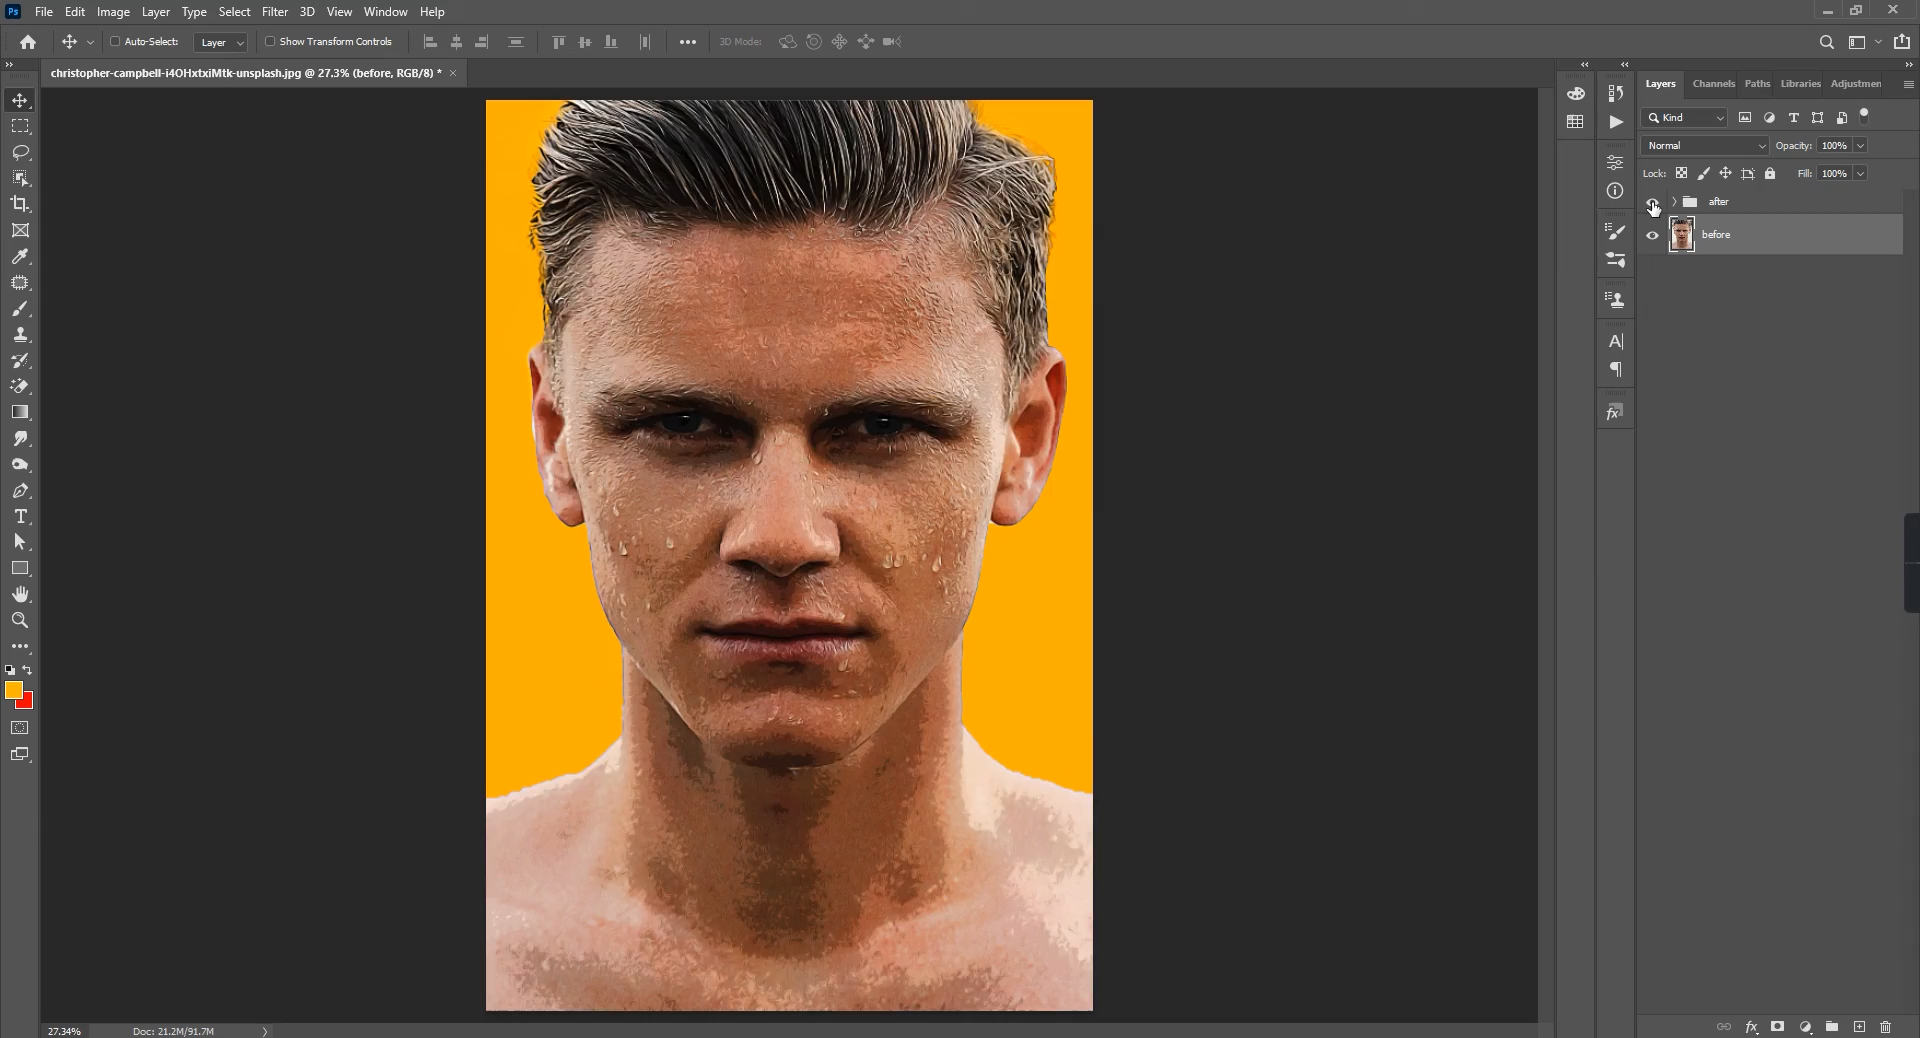 Ps File Edit Image Layer Type Select Filter 3D View Window Help
Auto-Select: Layer Show Transform Controls 3D Mode:
christopher-campbell-i4OHxtxiMtk-unsplash.jpg @ 27.3% (before, RGB/8) *
Layers Channels Paths Libraries Adjustmen
Kind
Normal Opacity: 100%
Lock: Fill: 100%
after
before
27.34% Doc: 21.2M/91.7M